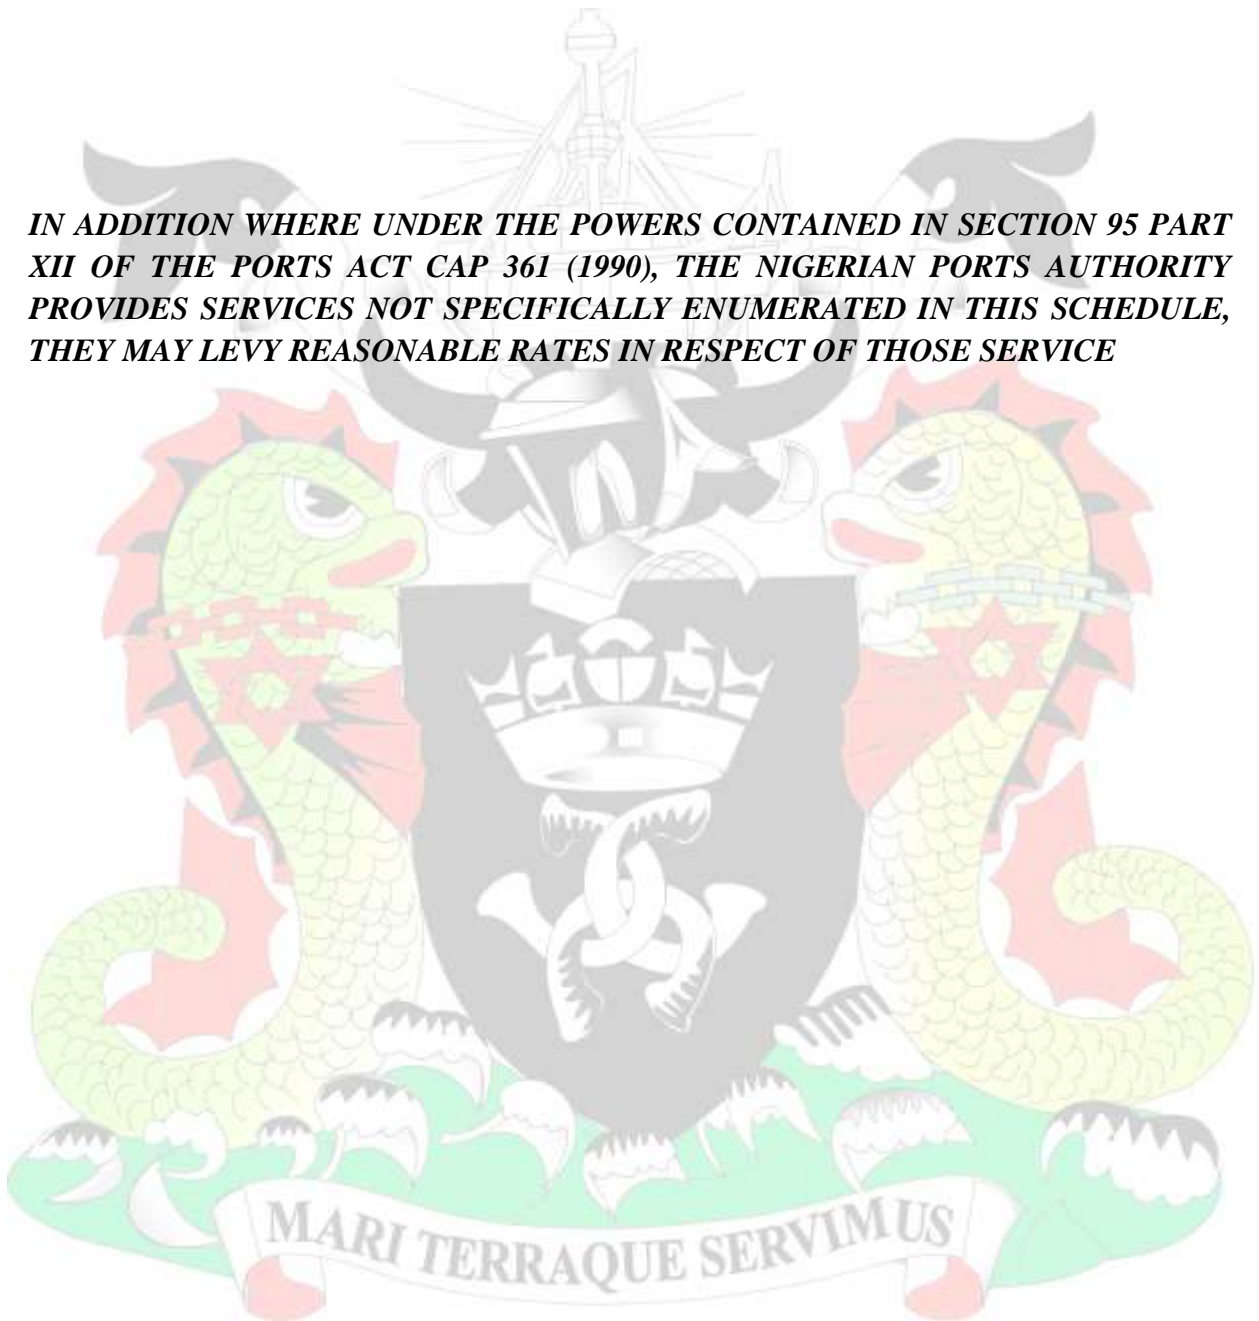 IN ADDITION WHERE UNDER THE POWERS CONTAINED IN SECTION 95 PART
XII OF THE PORTS ACT CAP 361 (1990), THE NIGERIAN PORTS AUTHORITY
PROVIDES SERVICES NOT SPECIFICALLY ENUMERATED IN THIS SCHEDULE,
THEY MAY LEVY REASONABLE RATES IN RESPECT OF THOSE SERVICE
MARI TERRAQUE SERVIMUS